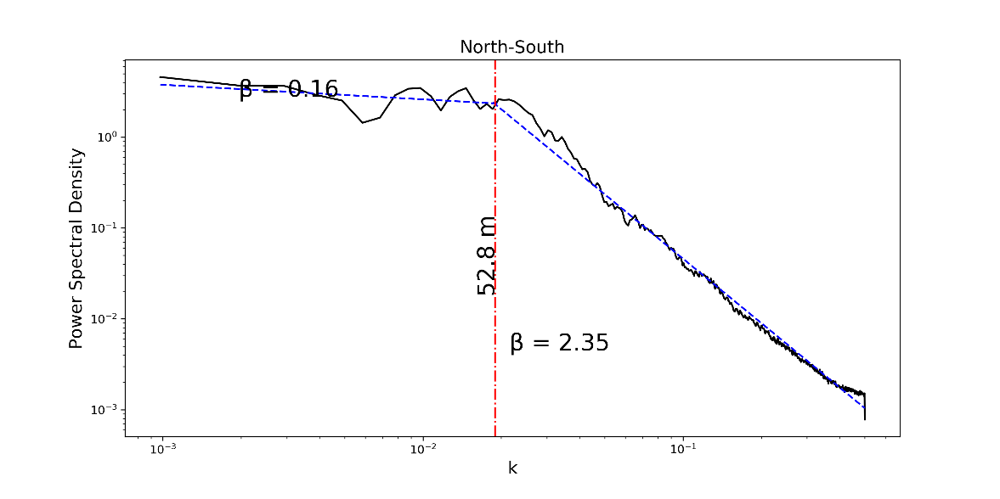 North-South
β = 0.16
10⁰
10⁻¹
10⁻²
10⁻³
Power Spectral Density
52.8 m
β = 2.35
10⁻³
10⁻²
10⁻¹
k